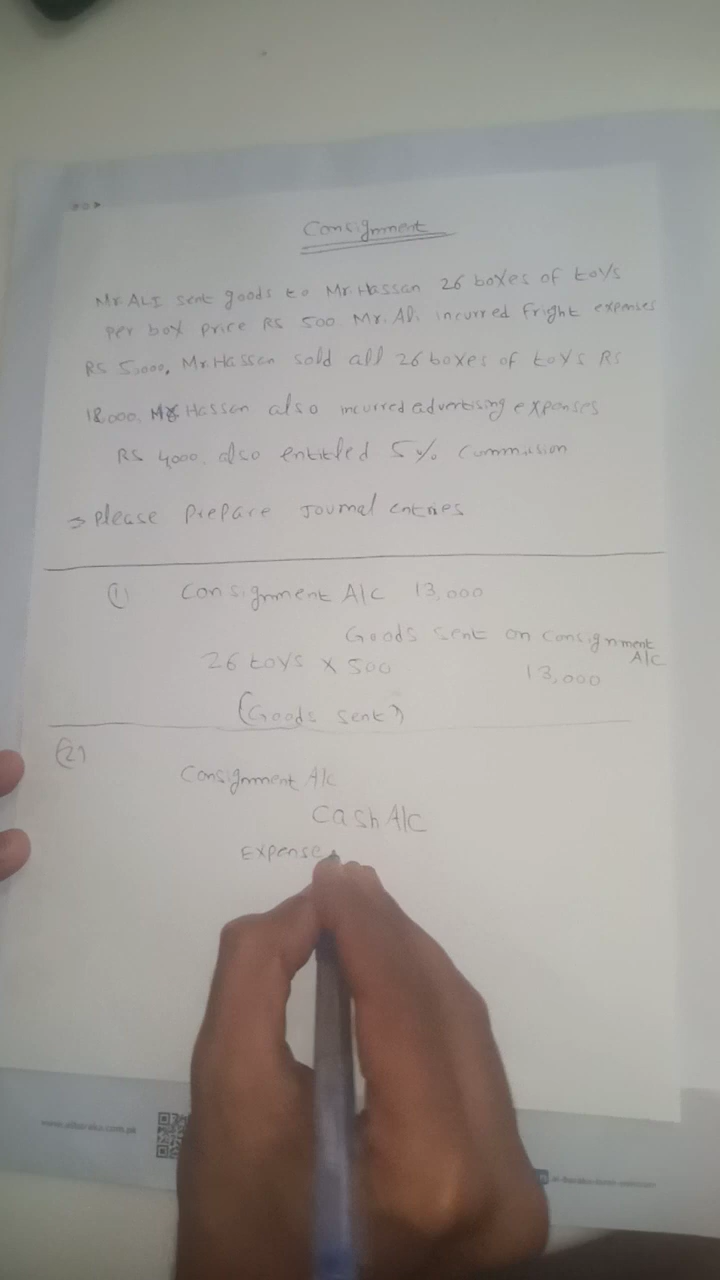 Consignment
Mr. ALI sent goods to Mr. Hassan 26 boxes of toys
per box price RS 500 Mr. Ali incurred fright expenses
RS 5,000, Mr. Hassan sold all 26 boxes of toys RS
18,000. Mr Hassan also incurred advertising expenses
RS 4000, also entitled 5% Commission
→ please prepare Journal entries
(1) Consignment A/C 13,000
Goods sent on consignment A/C
26 toys x 500 13,000
(Goods sent)
(2)
Consignment A/c
Cash A/C
Expense